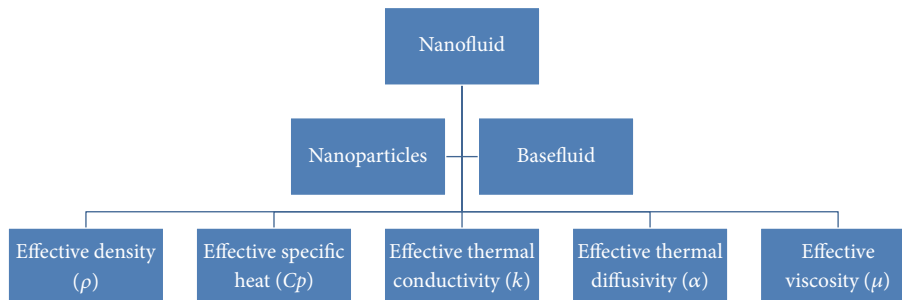 Nanofluid
Nanoparticles
Basefluid
Effective density
(ρ)
Effective specific
heat (Cp)
Effective thermal
conductivity (k)
Effective thermal
diffusivity (α)
Effective
viscosity (μ)